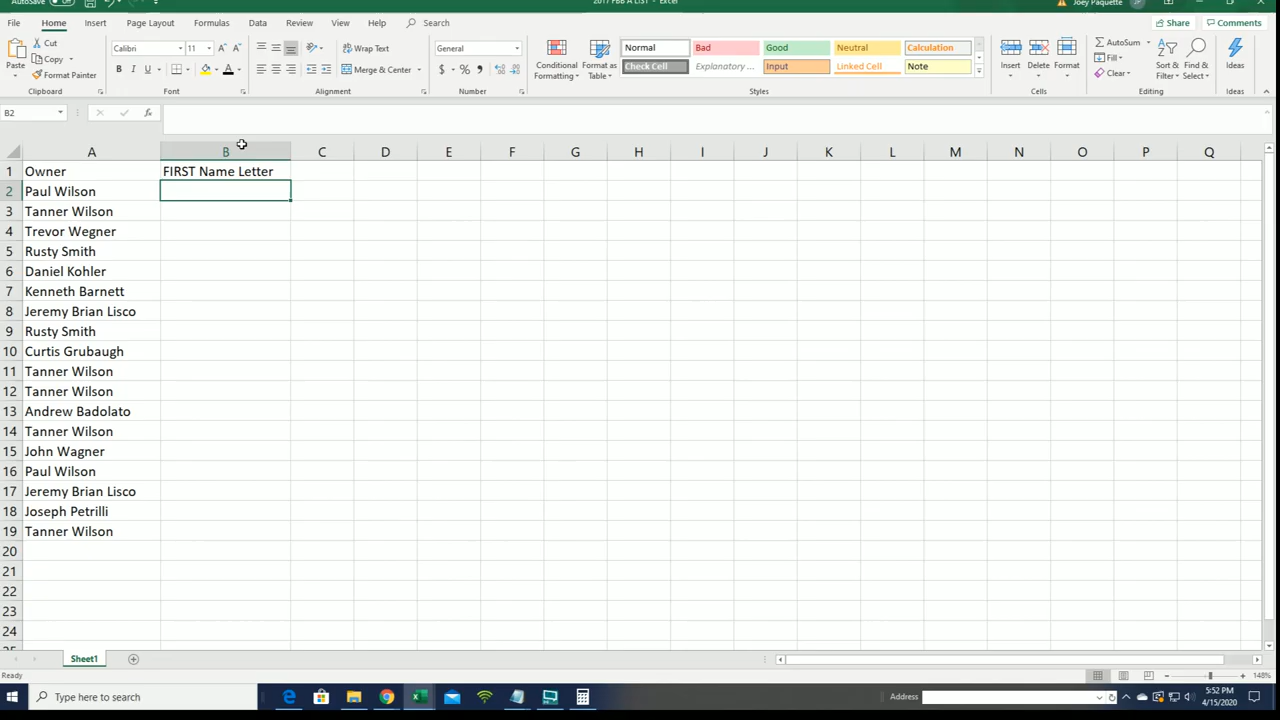 AutoSave Off 2017 FBB A LIST - Excel Joey Paquette JP
File Home Insert Page Layout Formulas Data Review View Help Search Share Comments
Paste Cut Copy Format Painter Clipboard
Calibri 11 A A B I U A Font
Wrap Text Merge & Center Alignment
General $ % , Number
Conditional Formatting Format as Table
Normal Bad Good Neutral Calculation
Check Cell Explanatory ... Input Linked Cell Note
Styles
Insert Delete Format Cells
AutoSum Fill Clear Sort & Filter Find & Select Editing
Ideas Ideas
B2 fx
A B C D E F G H I J K L M N O P Q
1 Owner FIRST Name Letter
2 Paul Wilson
3 Tanner Wilson
4 Trevor Wegner
5 Rusty Smith
6 Daniel Kohler
7 Kenneth Barnett
8 Jeremy Brian Lisco
9 Rusty Smith
10 Curtis Grubaugh
11 Tanner Wilson
12 Tanner Wilson
13 Andrew Badolato
14 Tanner Wilson
15 John Wagner
16 Paul Wilson
17 Jeremy Brian Lisco
18 Joseph Petrilli
19 Tanner Wilson
20
21
22
23
24
25
Sheet1
Ready 148%
Type here to search Address 5:52 PM
4/15/2020